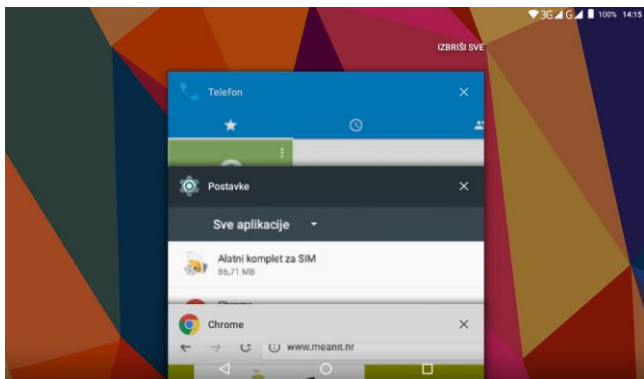 3G G 100% 14:15
IZBRIŠI SVE
Telefon
Postavke
Sve aplikacije
Alatni komplet za SIM
86,71 MB
Chrome
Chrome
www.meanit.hr